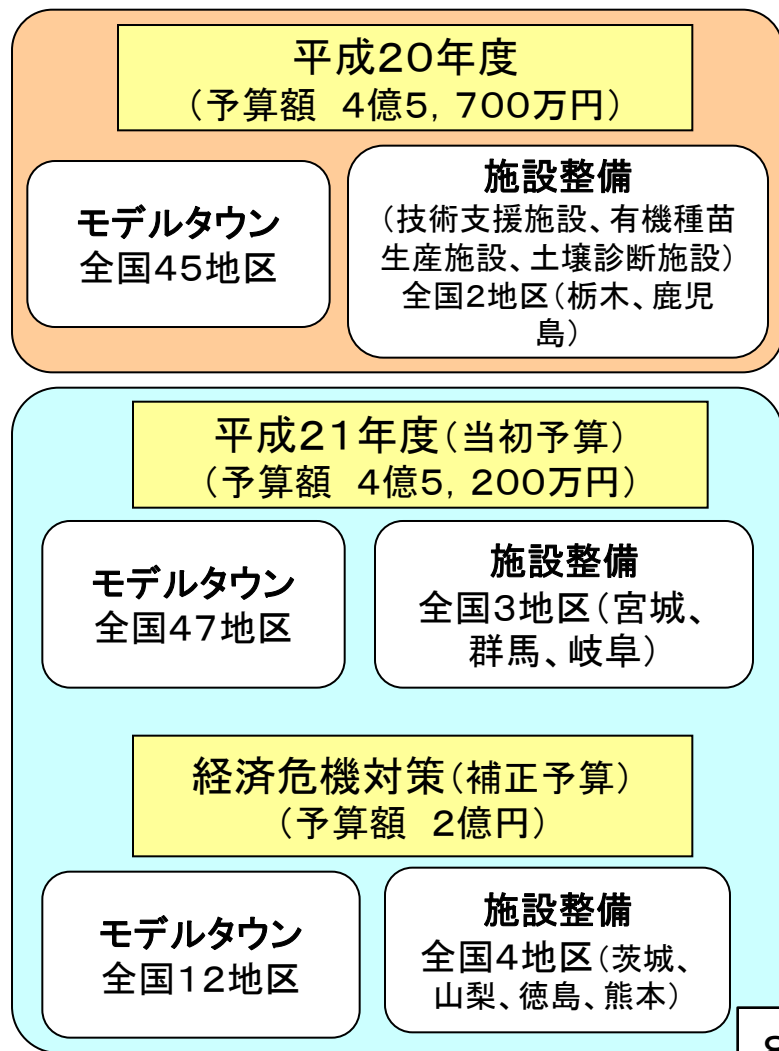 平成20年度
（予算額　4億5，700万円）
モデルタウン
全国45地区
施設整備
（技術支援施設、有機種苗
生産施設、土壌診断施設）
全国2地区（栃木、鹿児
島）
平成21年度（当初予算）
（予算額　4億5，200万円）
モデルタウン
全国47地区
施設整備
全国3地区（宮城、
群馬、岐阜）
経済危機対策（補正予算）
（予算額　2億円）
モデルタウン
全国12地区
施設整備
全国4地区（茨城、
山梨、徳島、熊本）